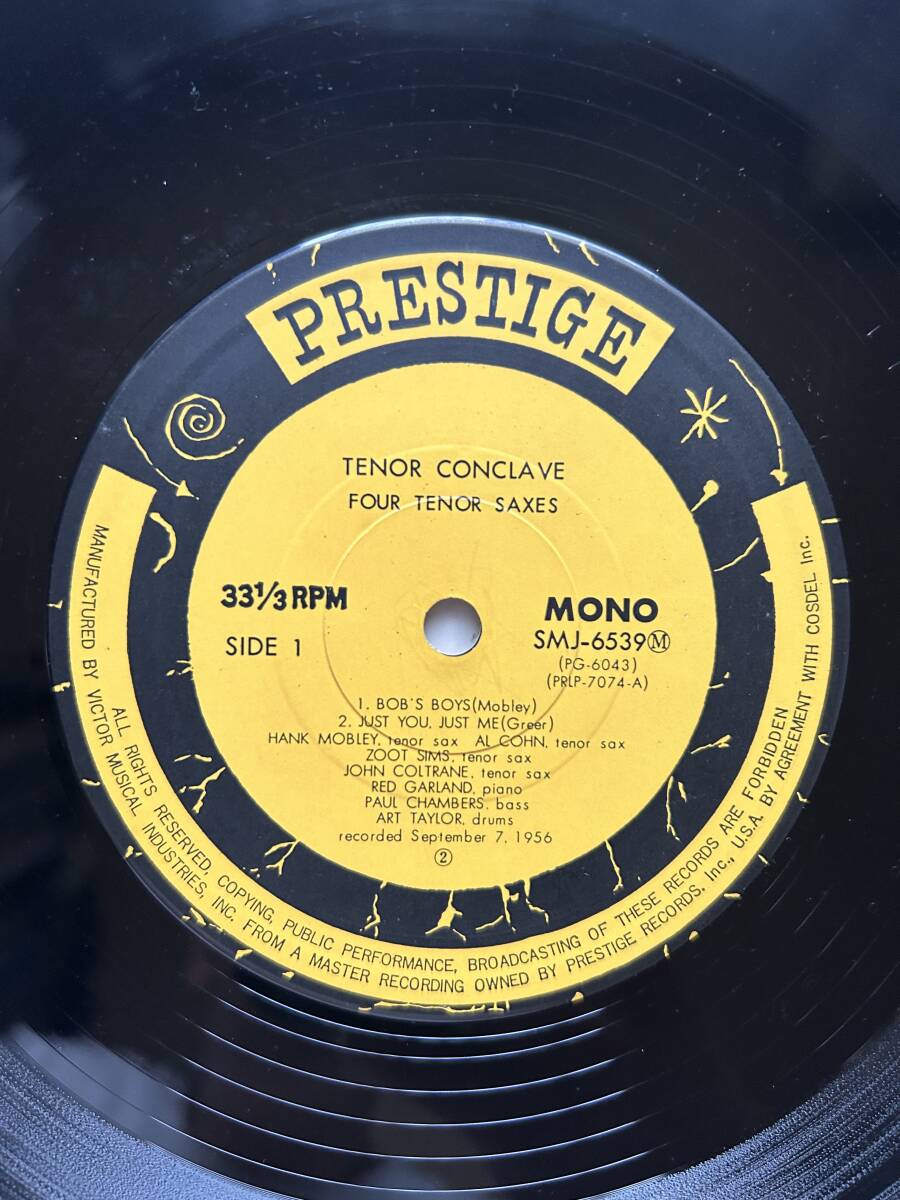 PRESTIGE
TENOR CONCLAVE
FOUR TENOR SAXES
33 1/3 RPM
SIDE 1
MONO
SMJ-6539 Ⓜ
(PG-6043)
(PRLP-7074-A)
1. BOB'S BOYS(Mobley)
2. JUST YOU, JUST ME(Greer)
HANK MOBLEY, tenor sax AL COHN, tenor sax
ZOOT SIMS, tenor sax
JOHN COLTRANE, tenor sax
RED GARLAND, piano
PAUL CHAMBERS, bass
ART TAYLOR, drums
recorded September 7, 1956
②
ALL RIGHTS RESERVED, COPYING, PUBLIC PERFORMANCE, BROADCASTING OF THESE RECORDS ARE FORBIDDEN
MANUFACTURED BY VICTOR MUSICAL INDUSTRIES, INC. FROM A MASTER RECORDING OWNED BY PRESTIGE RECORDS, Inc., U.S.A. BY AGREEMENT WITH COSDEL Inc.